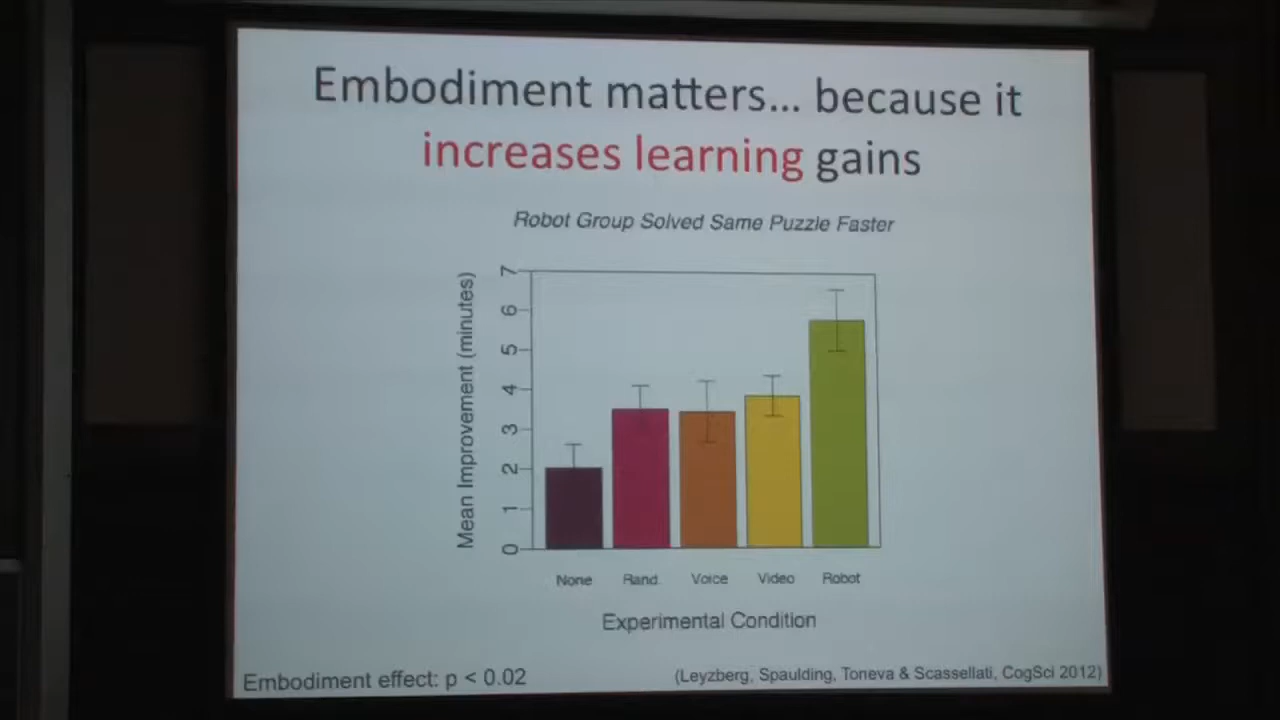 Embodiment matters... because it
increases learning gains
Robot Group Solved Same Puzzle Faster
Mean Improvement (minutes)
7
6
5
4
3
2
1
0
None Rand. Voice Video Robot
Experimental Condition
Embodiment effect: p < 0.02
(Leyzberg, Spaulding, Toneva & Scassellati, CogSci 2012)